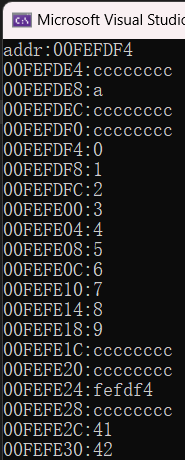 Microsoft Visual Studio
addr:00FEFDF4
00FEFDE4:cccccccc
00FEFDE8:a
00FEFDEC:cccccccc
00FEFDF0:cccccccc
00FEFDF4:0
00FEFDF8:1
00FEFDFC:2
00FEFE00:3
00FEFE04:4
00FEFE08:5
00FEFE0C:6
00FEFE10:7
00FEFE14:8
00FEFE18:9
00FEFE1C:cccccccc
00FEFE20:cccccccc
00FEFE24:fefdf4
00FEFE28:cccccccc
00FEFE2C:41
00FEFE30:42